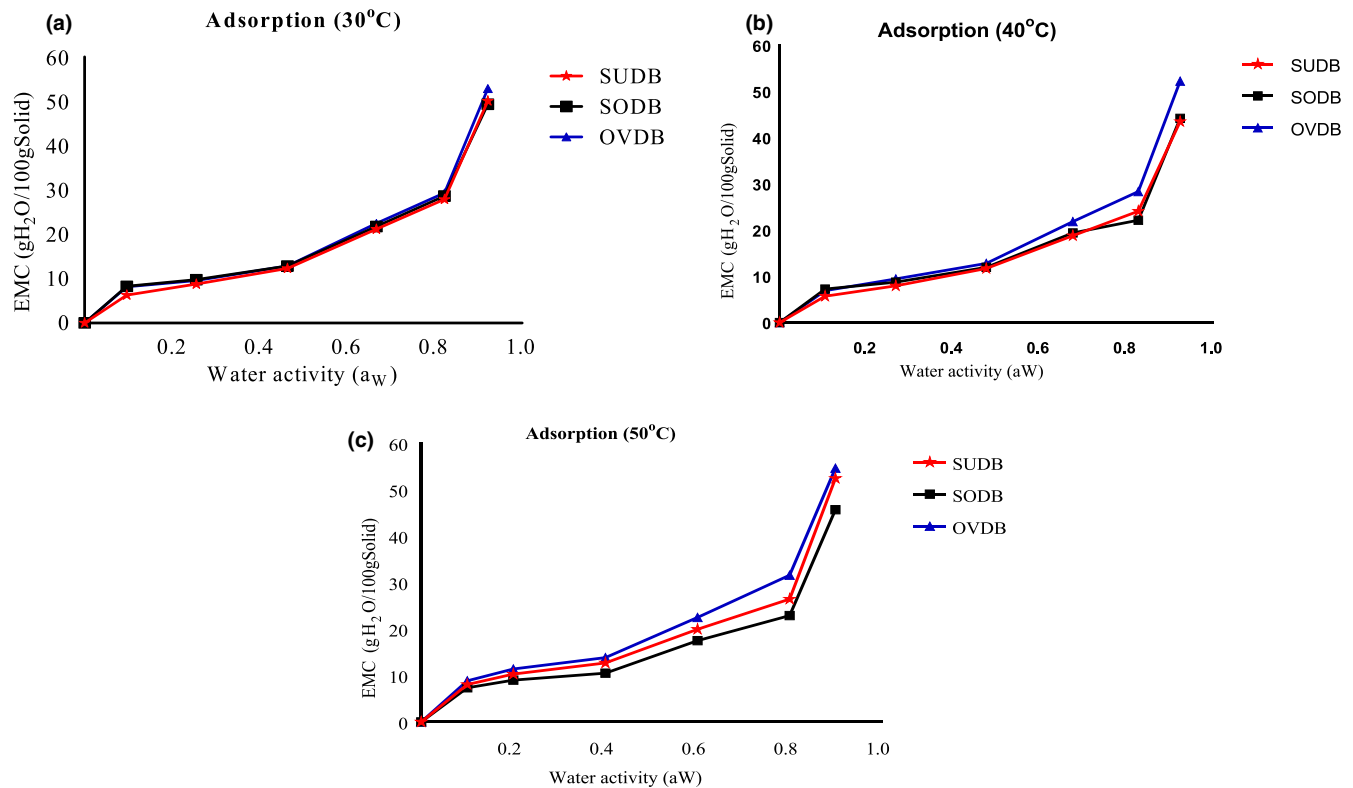 (a)
Adsorption (30°C)
EMC (gH₂O/100gSolid)
60
50
40
30
20
10
0
0.2 0.4 0.6 0.8 1.0
Water activity (a_W)
SUDB
SODB
OVDB
(b)
Adsorption (40°C)
EMC (gH₂O/100gSolid)
60
50
40
30
20
10
0
0.2 0.4 0.6 0.8 1.0
Water activity (aW)
SUDB
SODB
OVDB
(c)
Adsorption (50°C)
EMC (gH₂O/100gSolid)
60
50
40
30
20
10
0
0.2 0.4 0.6 0.8 1.0
Water activity (aW)
SUDB
SODB
OVDB